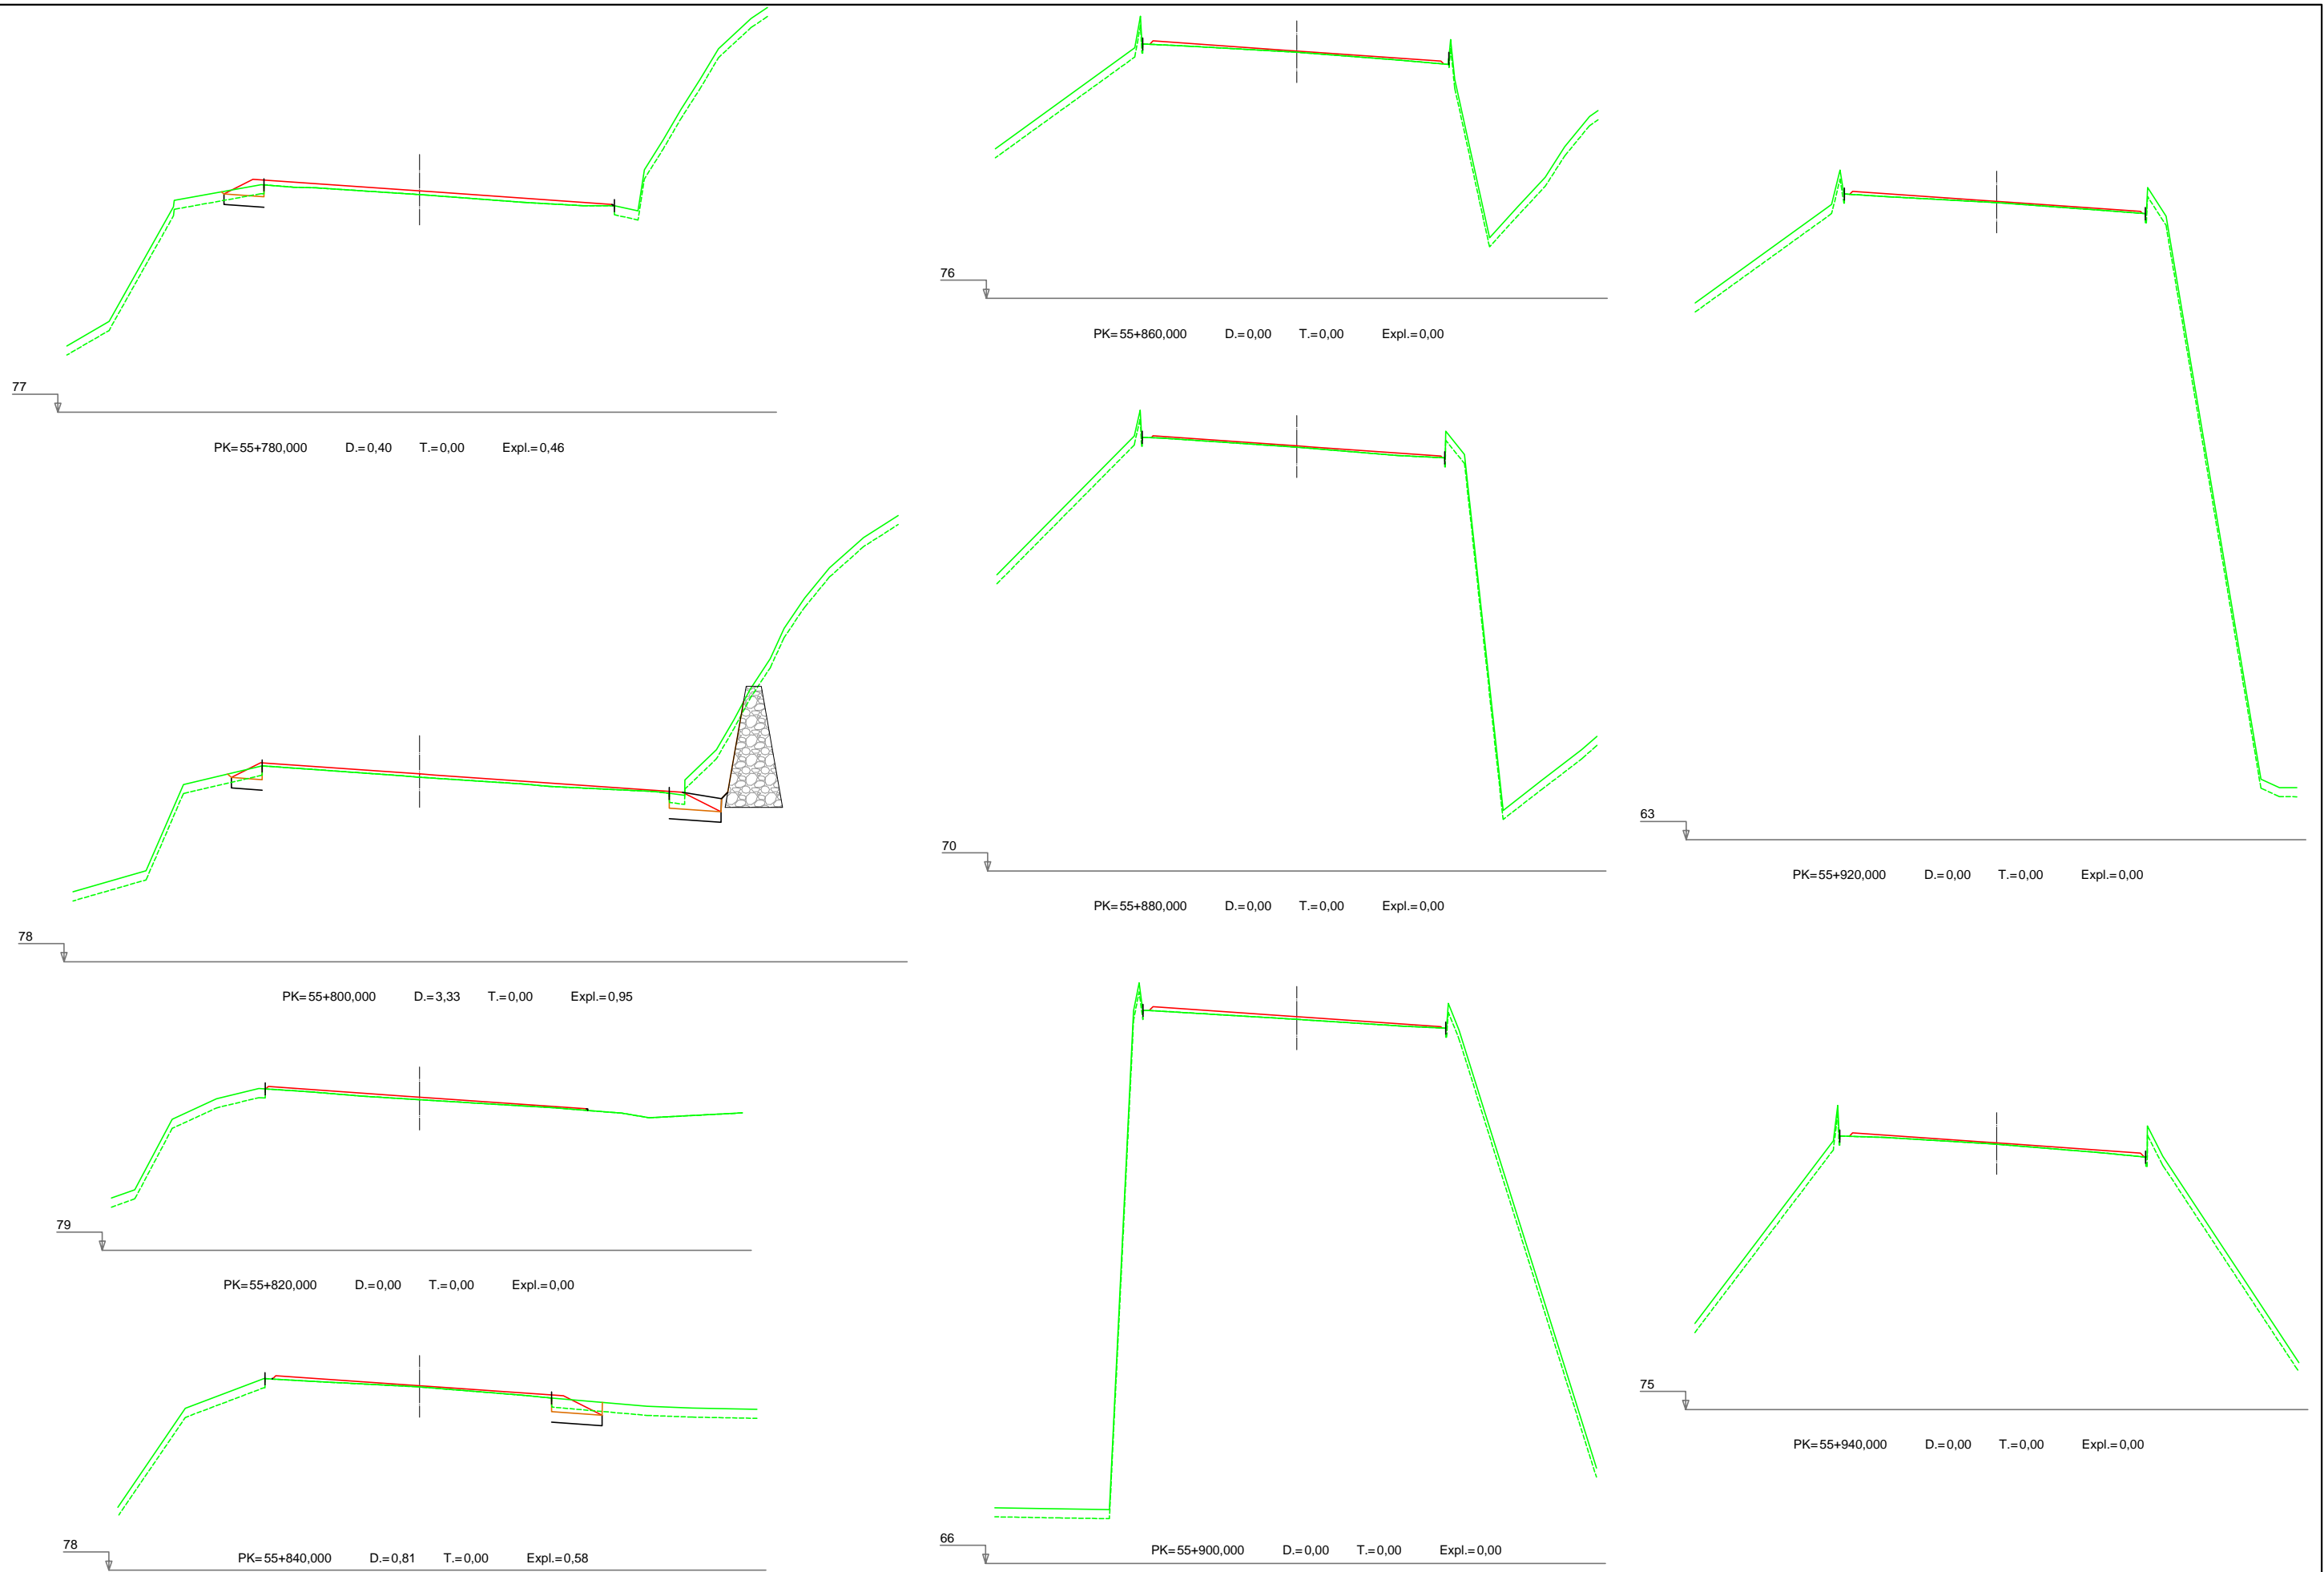 77
PK=55+780,000 D.=0,40 T.=0,00 Expl.=0,46
78
PK=55+800,000 D.=3,33 T.=0,00 Expl.=0,95
79
PK=55+820,000 D.=0,00 T.=0,00 Expl.=0,00
78
PK=55+840,000 D.=0,81 T.=0,00 Expl.=0,58
76
PK=55+860,000 D.=0,00 T.=0,00 Expl.=0,00
70
PK=55+880,000 D.=0,00 T.=0,00 Expl.=0,00
66
PK=55+900,000 D.=0,00 T.=0,00 Expl.=0,00
63
PK=55+920,000 D.=0,00 T.=0,00 Expl.=0,00
75
PK=55+940,000 D.=0,00 T.=0,00 Expl.=0,00